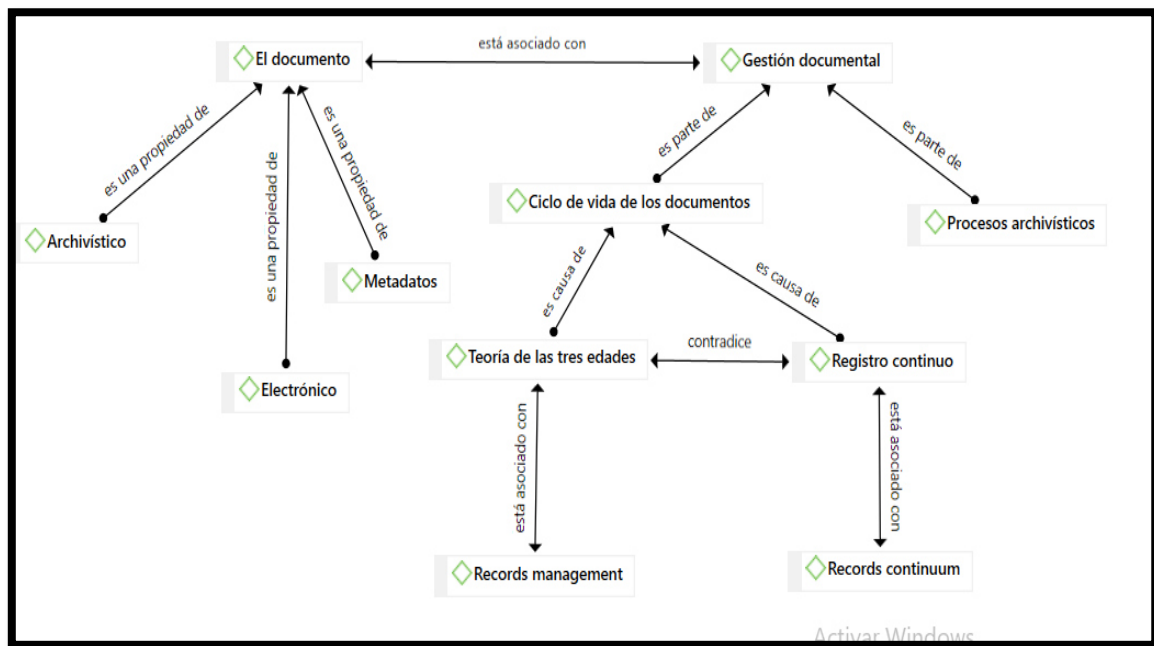 está asociado con
El documento
Gestión documental
es una propiedad de
es una propiedad de
es una propiedad de
es parte de
es parte de
Ciclo de vida de los documentos
Archivístico
Procesos archivísticos
Metadatos
es causa de
es causa de
Teoría de las tres edades
contradice
Registro continuo
Electrónico
está asociado con
está asociado con
Records management
Records continuum
Activar Windows